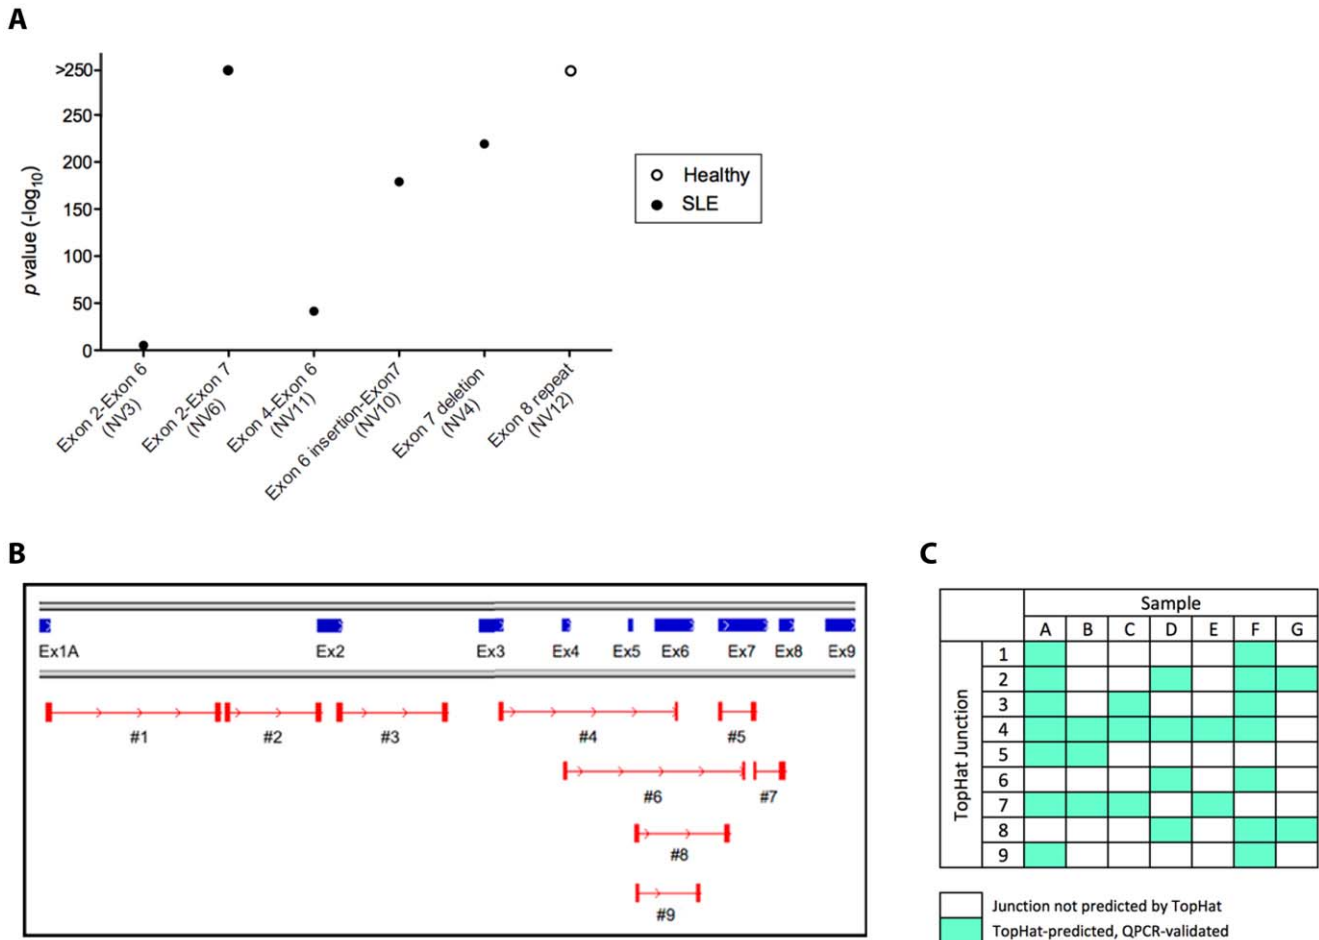 A
>250
250
200
150
100
50
0
p value (-log10)
Exon 2-Exon 6
(NV3)
Exon 2-Exon 7
(NV6)
Exon 4-Exon 6
(NV11)
Exon 6 insertion-Exon7
(NV10)
Exon 7 deletion
(NV4)
Exon 8 repeat
(NV12)
Healthy
SLE
B
Ex1A Ex2 Ex3 Ex4 Ex5 Ex6 Ex7 Ex8 Ex9
#1 #2 #3 #4 #5
#6 #7
#8
#9
C
Sample
A B C D E F G
TopHat Junction
1
2
3
4
5
6
7
8
9
Junction not predicted by TopHat
TopHat-predicted, QPCR-validated